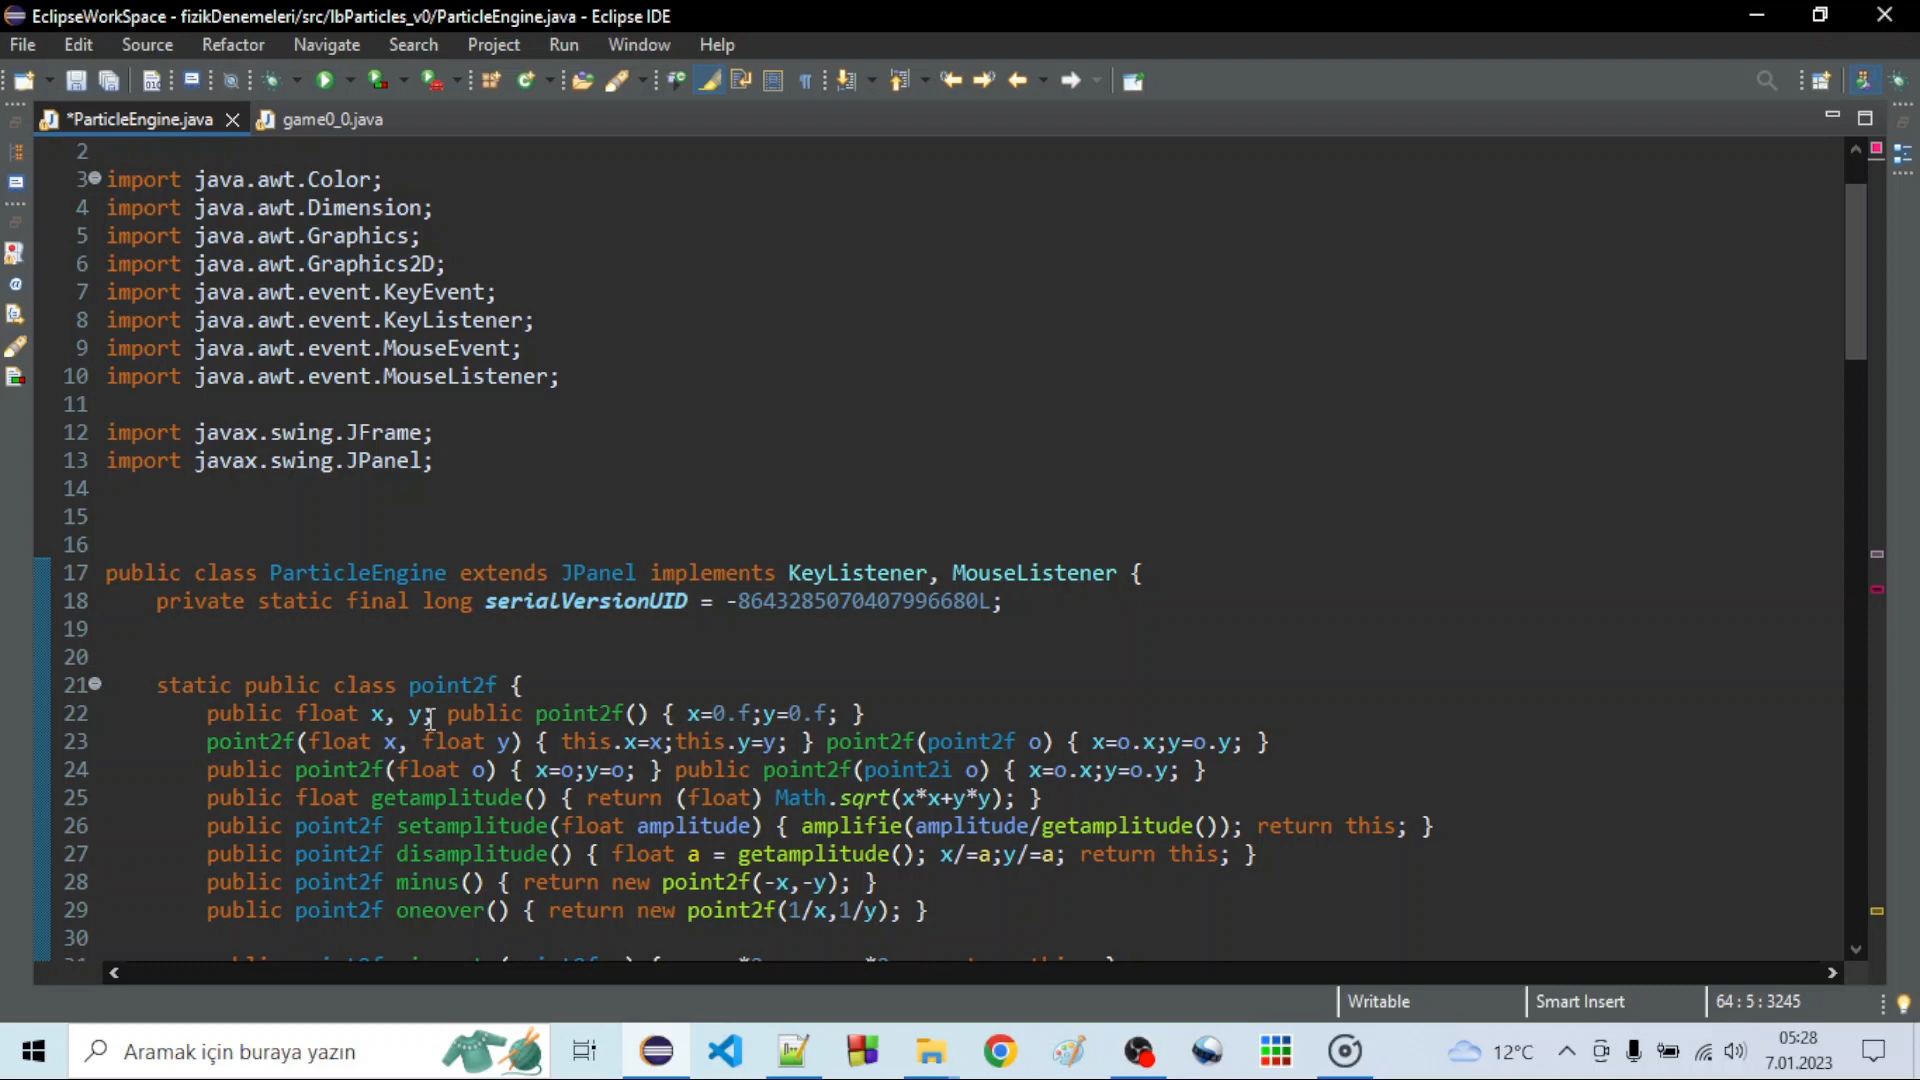 EclipseWorkSpace - fizikDenemeleri/src/lbParticles_v0/ParticleEngine.java - Eclipse IDE
File Edit Source Refactor Navigate Search Project Run Window Help
*ParticleEngine.java game0_0.java
2
3 import java.awt.Color;
4 import java.awt.Dimension;
5 import java.awt.Graphics;
6 import java.awt.Graphics2D;
7 import java.awt.event.KeyEvent;
8 import java.awt.event.KeyListener;
9 import java.awt.event.MouseEvent;
10 import java.awt.event.MouseListener;
11
12 import javax.swing.JFrame;
13 import javax.swing.JPanel;
14
15
16
17 public class ParticleEngine extends JPanel implements KeyListener, MouseListener {
18 private static final long serialVersionUID = -8643285070407996680L;
19
20
21 static public class point2f {
22 public float x, y; public point2f() { x=0.f;y=0.f; }
23 point2f(float x, float y) { this.x=x;this.y=y; } point2f(point2f o) { x=o.x;y=o.y; }
24 public point2f(float o) { x=o;y=o; } public point2f(point2i o) { x=o.x;y=o.y; }
25 public float getamplitude() { return (float) Math.sqrt(x*x+y*y); }
26 public point2f setamplitude(float amplitude) { amplifie(amplitude/getamplitude()); return this; }
27 public point2f disamplitude() { float a = getamplitude(); x/=a;y/=a; return this; }
28 public point2f minus() { return new point2f(-x,-y); }
29 public point2f oneover() { return new point2f(1/x,1/y); }
30
Writable Smart Insert 64 : 5 : 3245
Aramak için buraya yazın 12°C 05:28
7.01.2023